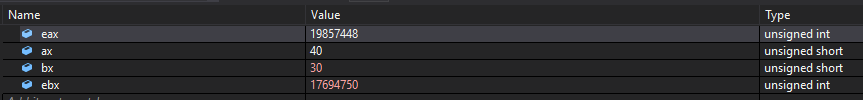 Name Value Type
eax 19857448 unsigned int
ax 40 unsigned short
bx 30 unsigned short
ebx 17694750 unsigned int